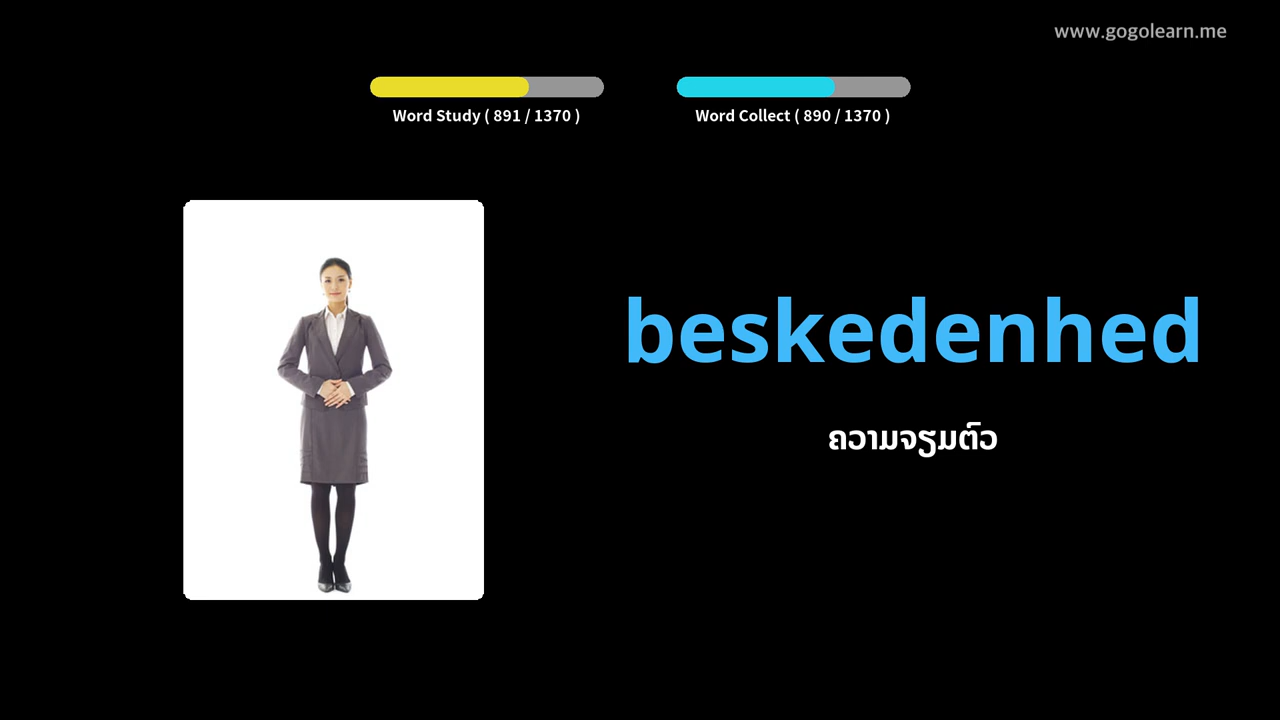 www.gogolearn.me
Word Study ( 891 / 1370 )
Word Collect ( 890 / 1370 )
beskedenhed
ຄວາມຈຽມຕົວ